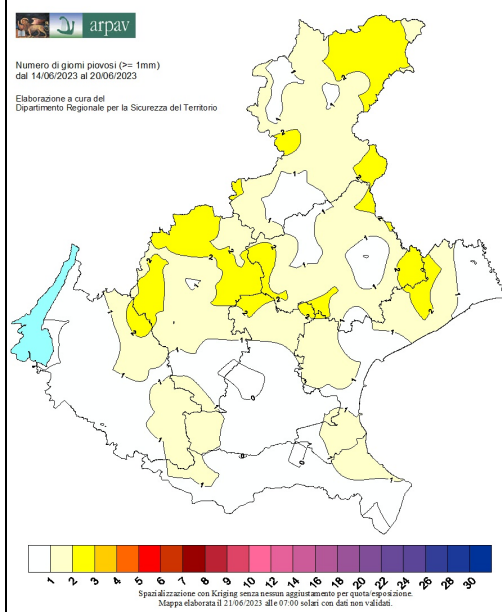 arpav
Numero di giorni piovosi (>= 1mm)
dal 14/06/2023 al 20/06/2023
Elaborazione a cura del
Dipartimento Regionale per la Sicurezza del Territorio
1 2 3 4 5 6 7 8 9 10 12 14 16 18 20 22 24 26 28 30
Spazializzazione con Kriging senza nessun aggiustamento per quota/esposizione.
Mappa elaborata il 21/06/2023 alle 07:00 solari con dati non validati.